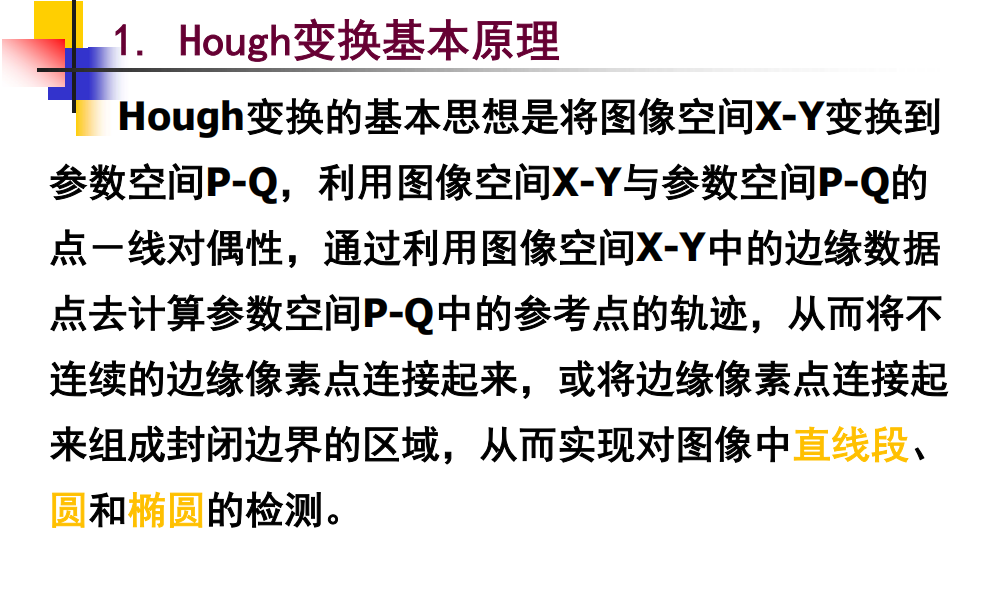 1. Hough变换基本原理
Hough变换的基本思想是将图像空间X-Y变换到
参数空间P-Q，利用图像空间X-Y与参数空间P-Q的
点－线对偶性，通过利用图像空间X-Y中的边缘数据
点去计算参数空间P-Q中的参考点的轨迹，从而将不
连续的边缘像素点连接起来，或将边缘像素点连接起
来组成封闭边界的区域，从而实现对图像中直线段、
圆和椭圆的检测。